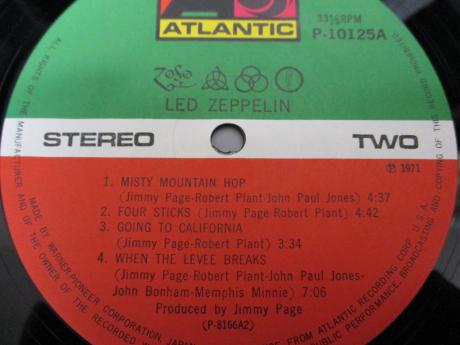 ATLANTIC
33⅓RPM
P-10125A
LED ZEPPELIN
STEREO
TWO
Ⓟ 1971
1. MISTY MOUNTAIN HOP
(Jimmy Page-Robert Plant-John Paul Jones) 4:37
2. FOUR STICKS (Jimmy Page-Robert Plant) 4:42
3. GOING TO CALIFORNIA
(Jimmy Page-Robert Plant) 3:34
4. WHEN THE LEVEE BREAKS
(Jimmy Page-Robert Plant-John Paul Jones-
John Bonham-Memphis Minnie) 7:06
Produced by Jimmy Page
(P-8166A2)
ALL RIGHTS OF THE MANUFACTURER AND OF THE OWNER OF THE RECORDED
COPYING OF THE RECORD PROHIBITED
MADE BY WARNER-PIONEER CORPORATION, JAPAN
FROM ATLANTIC RECORDING CORP. U.S.A.
PUBLIC PERFORMANCE, BROADCASTING AND